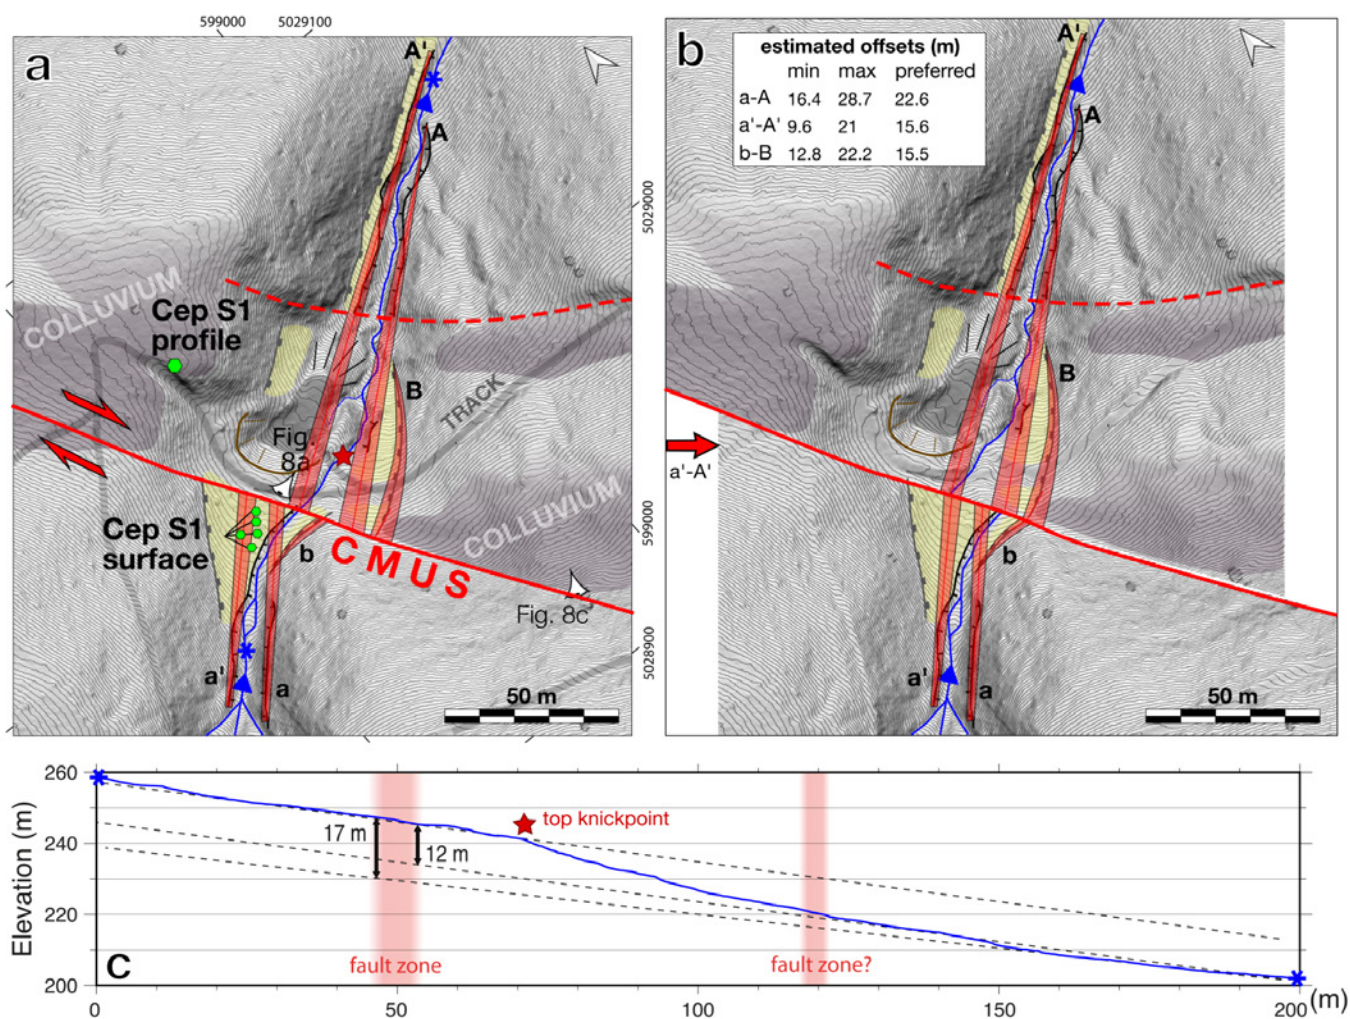 599000
5029100
a
A'
A
COLLUVIUM
Cep S1
profile
5029000
B
TRACK
Fig.
8a
Cep S1
surface
COLLUVIUM
599000
b
CMUS
Fig. 8c
a'
a
5028900
50 m
b
estimated offsets (m)
min max preferred
a-A 16.4 28.7 22.6
a'-A' 9.6 21 15.6
b-B 12.8 22.2 15.5
A'
A
B
a'-A'
b
a'
a
50 m
260
240
220
200
Elevation (m)
17 m
12 m
top knickpoint
fault zone
fault zone?
C
0 50 100 150 200 (m)